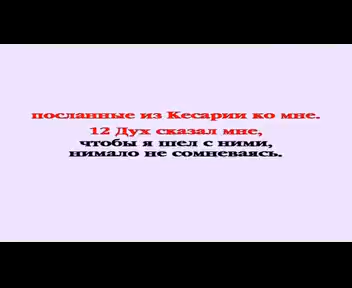 посланные из Кесарии ко мне.
12 Дух сказал мне,
чтобы я шел с ними,
нимало не сомневаясь.